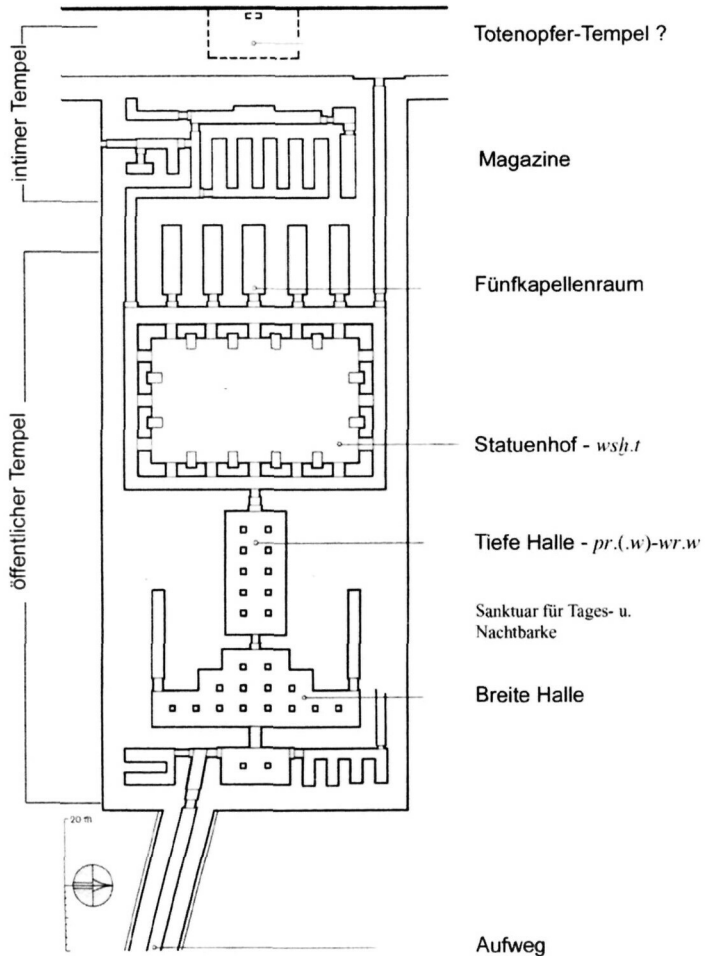 Totenopfer-Tempel ?
intimer Tempel
Magazine
Fünfkapellenraum
Statuenhof - wsḫ.t
öffentlicher Tempel
Tiefe Halle - pr.(.w)-wr.w
Sanktuar für Tages- u.
Nachtbarke
Breite Halle
20 m
Aufweg